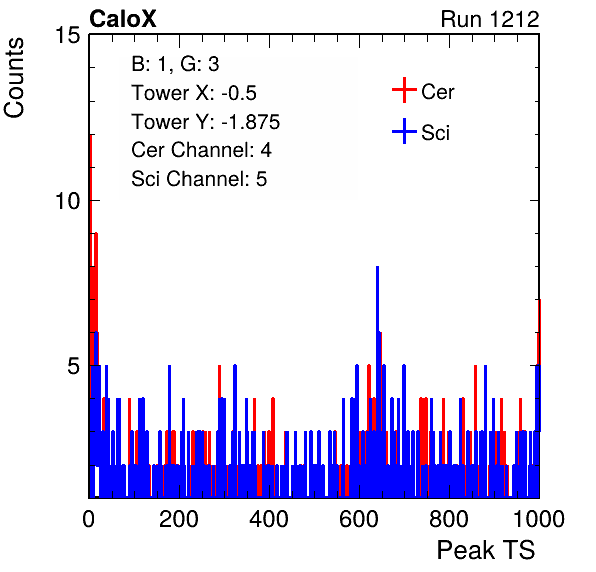 CaloX
Run 1212
Counts
15
10
5
B: 1, G: 3
Tower X: -0.5
Tower Y: -1.875
Cer Channel: 4
Sci Channel: 5
Cer
Sci
0
200
400
600
800
1000
Peak TS